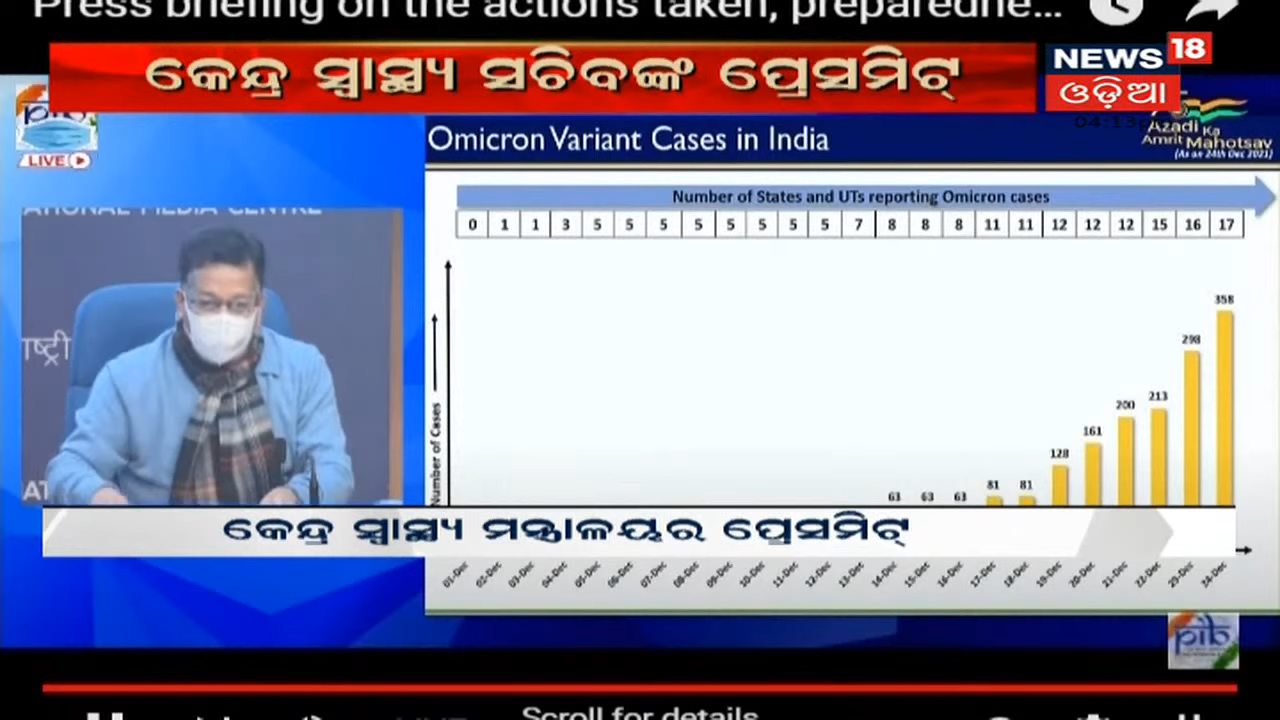 Press briefing on the actions taken, preparedne...
କେନ୍ଦ୍ର ସ୍ୱାସ୍ଥ୍ୟ ସଚିବଙ୍କ ପ୍ରେସମିଟ୍
NEWS 18
ଓଡ଼ିଆ
pib
LIVE
Omicron Variant Cases in India
Azadi Ka
Amrit Mahotsav
(As on 24th Dec 2021)
Number of States and UTs reporting Omicron cases
0 1 1 3 5 5 5 5 5 5 5 5 7 8 8 8 11 11 12 12 12 15 16 17
ATIONAL MEDIA CENTRE
ाष्ट्री
AT
Number of Cases
63 63 63 81 81 128 161 200 213 298 358
କେନ୍ଦ୍ର ସ୍ୱାସ୍ଥ୍ୟ ମନ୍ତ୍ରାଳୟର ପ୍ରେସମିଟ୍
01-Dec 02-Dec 03-Dec 04-Dec 05-Dec 06-Dec 07-Dec 08-Dec 09-Dec 10-Dec 11-Dec 12-Dec 13-Dec 14-Dec 15-Dec 16-Dec 17-Dec 18-Dec 19-Dec 20-Dec 21-Dec 22-Dec 23-Dec 24-Dec
pib
Scroll for details